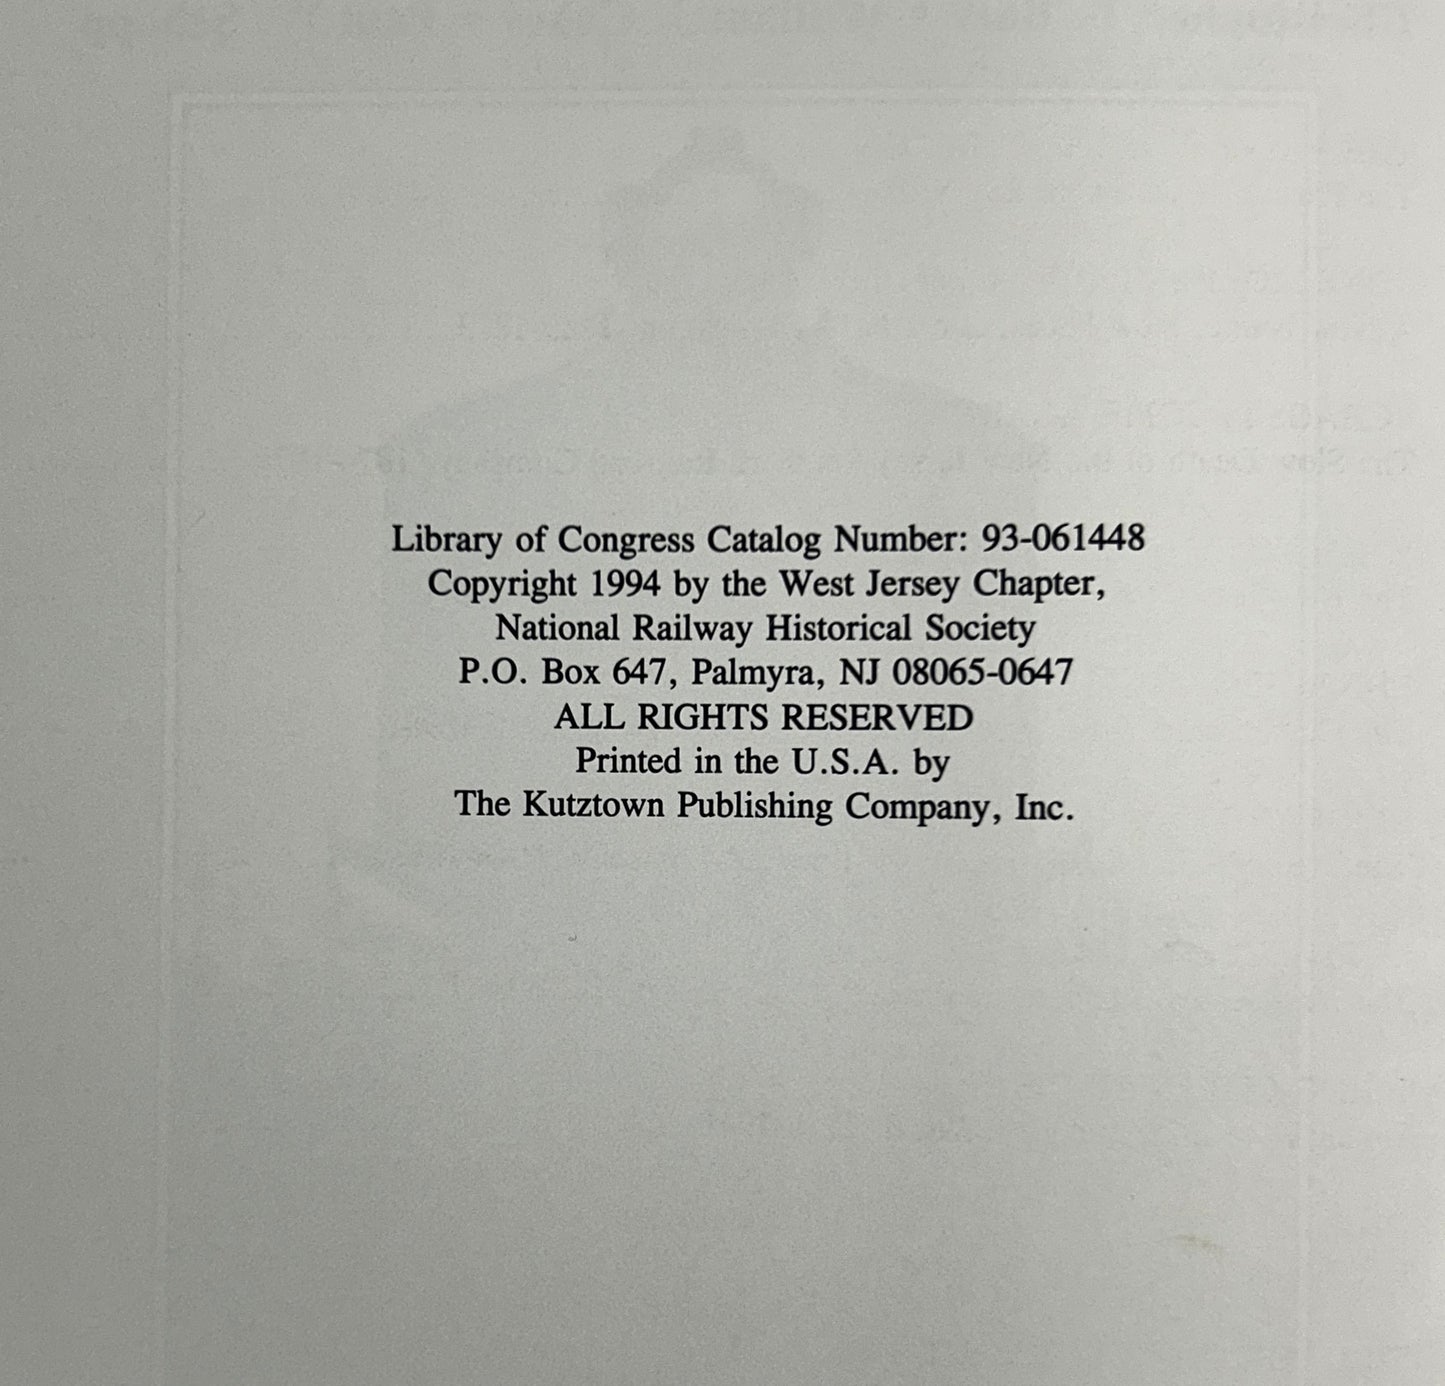 Library of Congress Catalog Number: 93-061448
Copyright 1994 by the West Jersey Chapter,
National Railway Historical Society
P.O. Box 647, Palmyra, NJ 08065-0647
ALL RIGHTS RESERVED
Printed in the U.S.A. by
The Kutztown Publishing Company, Inc.